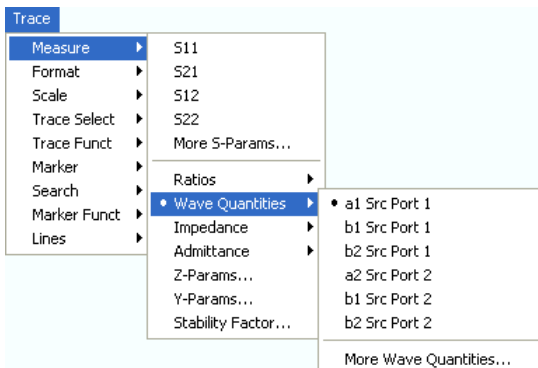 Trace
Measure
Format
Scale
Trace Select
Trace Funct
Marker
Search
Marker Funct
Lines
S11
S21
S12
S22
More S-Params...
Ratios
Wave Quantities
Impedance
Admittance
Z-Params...
Y-Params...
Stability Factor...
a1 Src Port 1
b1 Src Port 1
b2 Src Port 1
a2 Src Port 2
b1 Src Port 2
b2 Src Port 2
More Wave Quantities...